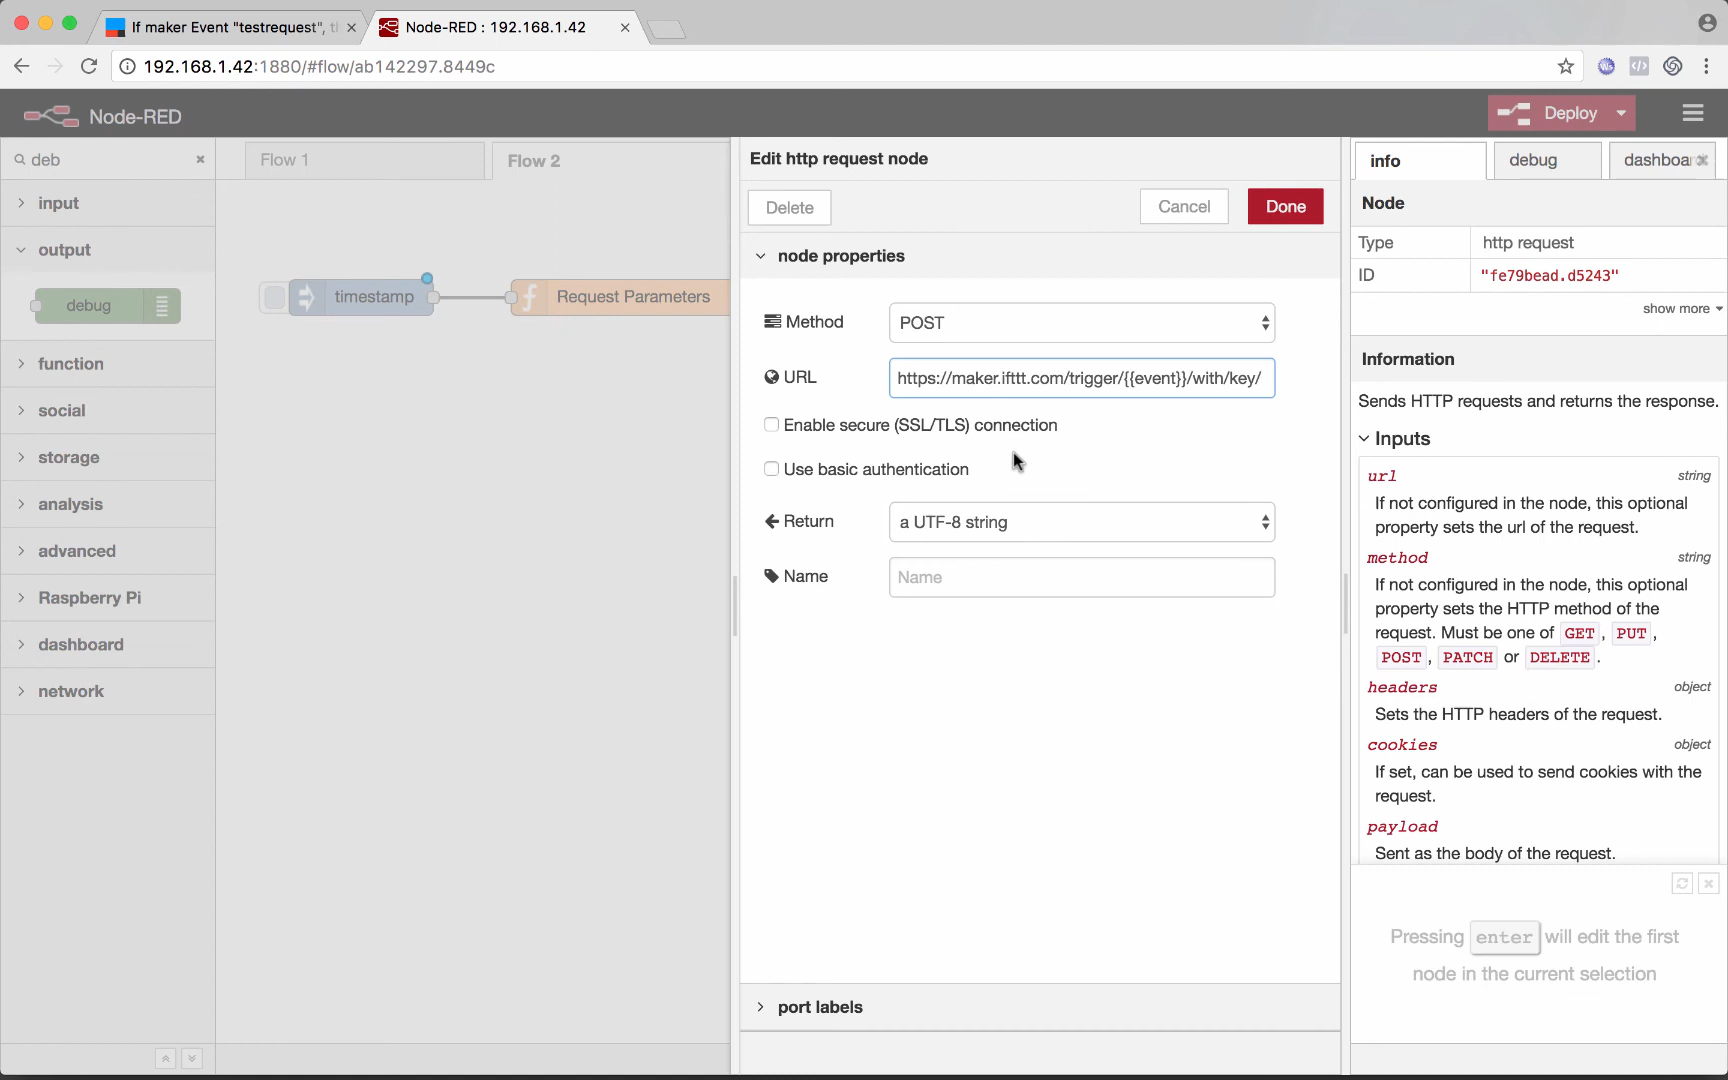 If maker Event "testrequest", th
Node-RED : 192.168.1.42
192.168.1.42:1880/#flow/ab142297.8449c
Node-RED
Deploy
deb
Flow 1
Flow 2
Edit http request node
info
debug
dashboa
input
output
debug
function
social
storage
analysis
advanced
Raspberry Pi
dashboard
network
timestamp
Request Parameters
Delete
Cancel
Done
node properties
Method
POST
URL
https://maker.ifttt.com/trigger/{{event}}/with/key/
Enable secure (SSL/TLS) connection
Use basic authentication
Return
a UTF-8 string
Name
Name
port labels
Node
Type http request
ID "fe79bead.d5243"
show more
Information
Sends HTTP requests and returns the response.
Inputs
url string
If not configured in the node, this optional
property sets the url of the request.
method string
If not configured in the node, this optional
property sets the HTTP method of the
request. Must be one of GET , PUT ,
POST , PATCH or DELETE .
headers object
Sets the HTTP headers of the request.
cookies object
If set, can be used to send cookies with the
request.
payload
Sent as the body of the request.
Pressing enter will edit the first
node in the current selection